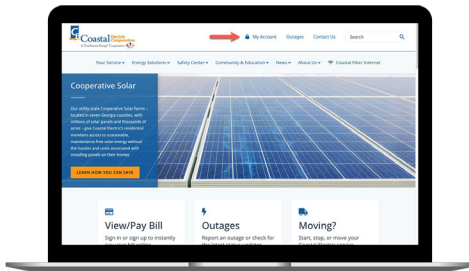 Coastal Electric Cooperative
A Touchstone Energy® Cooperative
My Account Outages Contact Us Search
Your Service Energy Solutions Safety Center Community & Education News About Us Coastal Fiber Internet
Cooperative Solar
Our utility-scale Cooperative Solar farms –
located in seven Georgia counties, with
millions of solar panels and thousands of
acres – give Coastal Electric's residential
members access to sustainable,
maintenance-free solar energy without
the hassles and costs associated with
installing panels on their homes
LEARN HOW YOU CAN SAVE
View/Pay Bill Outages Moving?
Sign in or sign up to instantly Report an outage or check for Start, stop, or move your